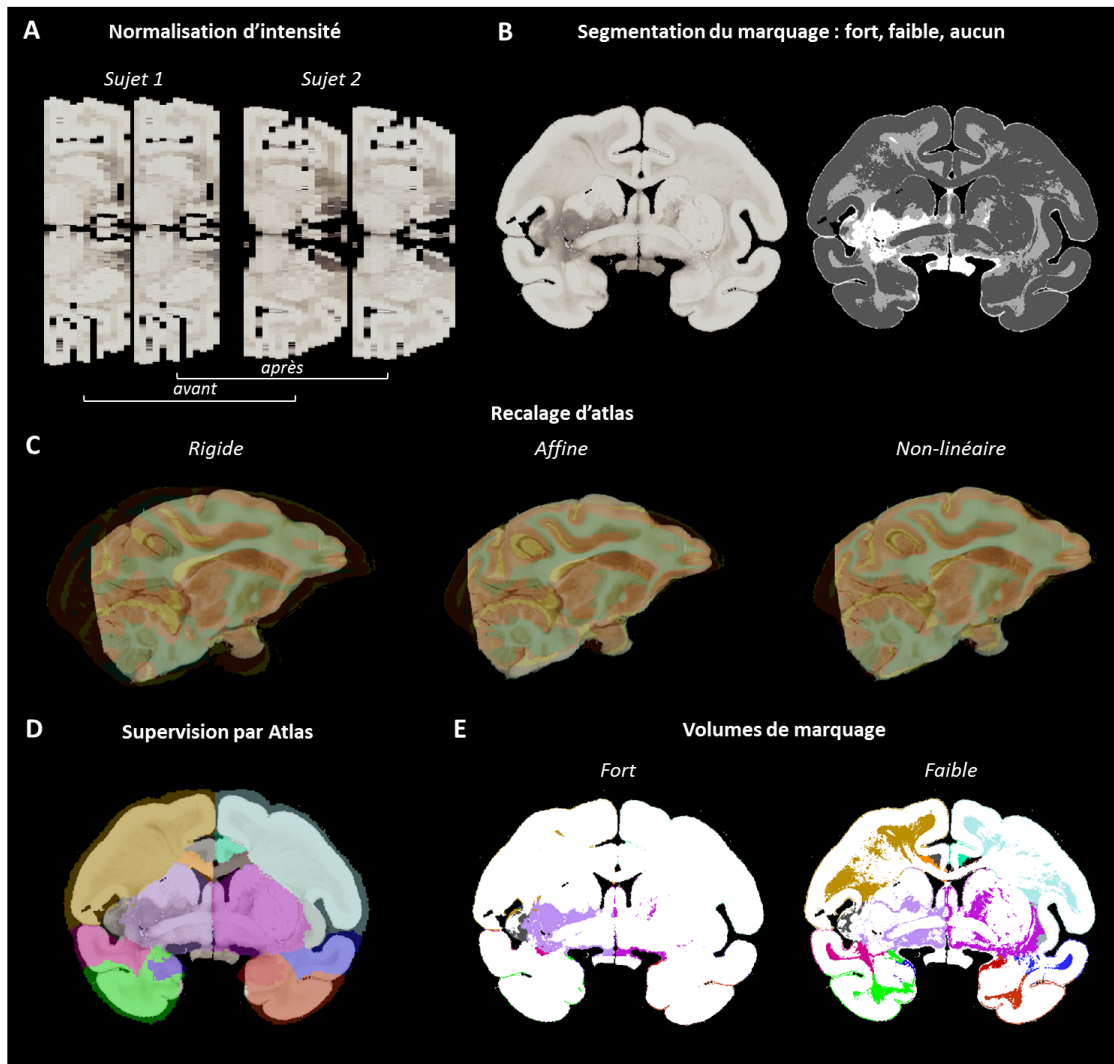 A
Normalisation d’intensité
Sujet 1
Sujet 2
après
avant
B
Segmentation du marquage : fort, faible, aucun
Recalage d’atlas
C
Rigide
Affine
Non-linéaire
D
Supervision par Atlas
E
Volumes de marquage
Fort
Faible